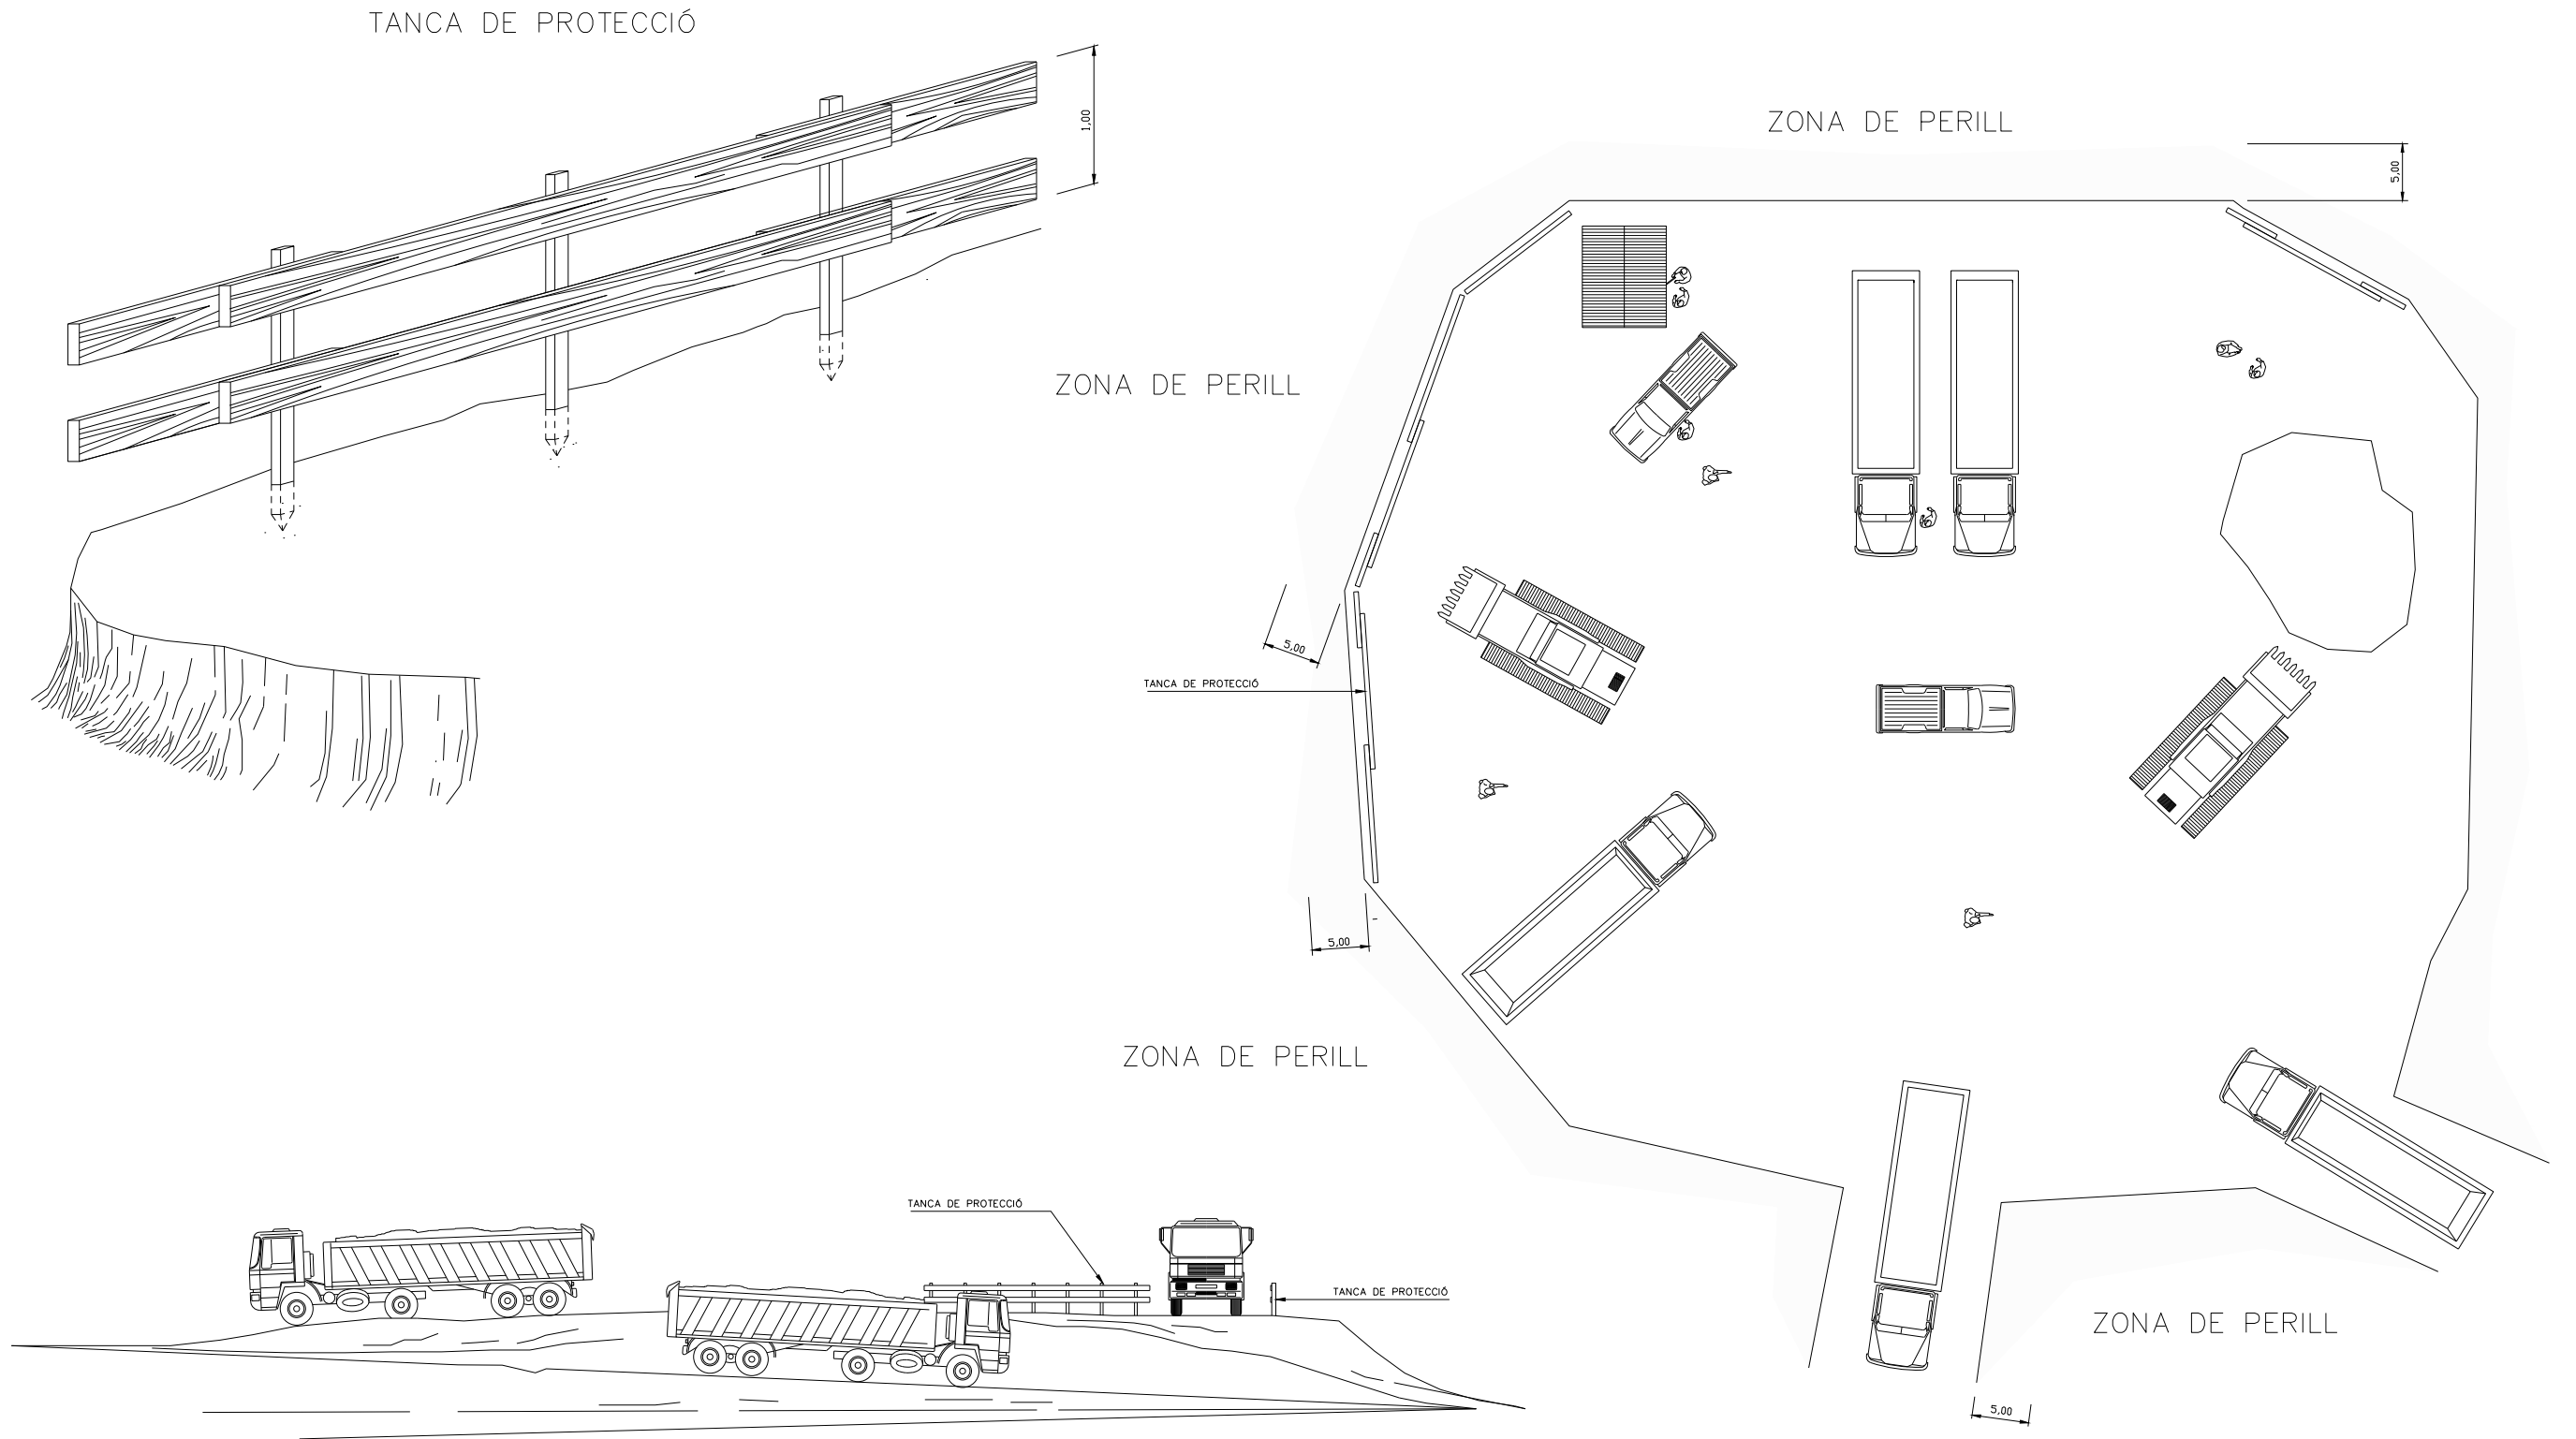 TANCA DE PROTECCIÓ
1,00
ZONA DE PERILL
5,00
ZONA DE PERILL
5,00
TANCA DE PROTECCIÓ
5,00
ZONA DE PERILL
TANCA DE PROTECCIÓ
TANCA DE PROTECCIÓ
ZONA DE PERILL
5,00